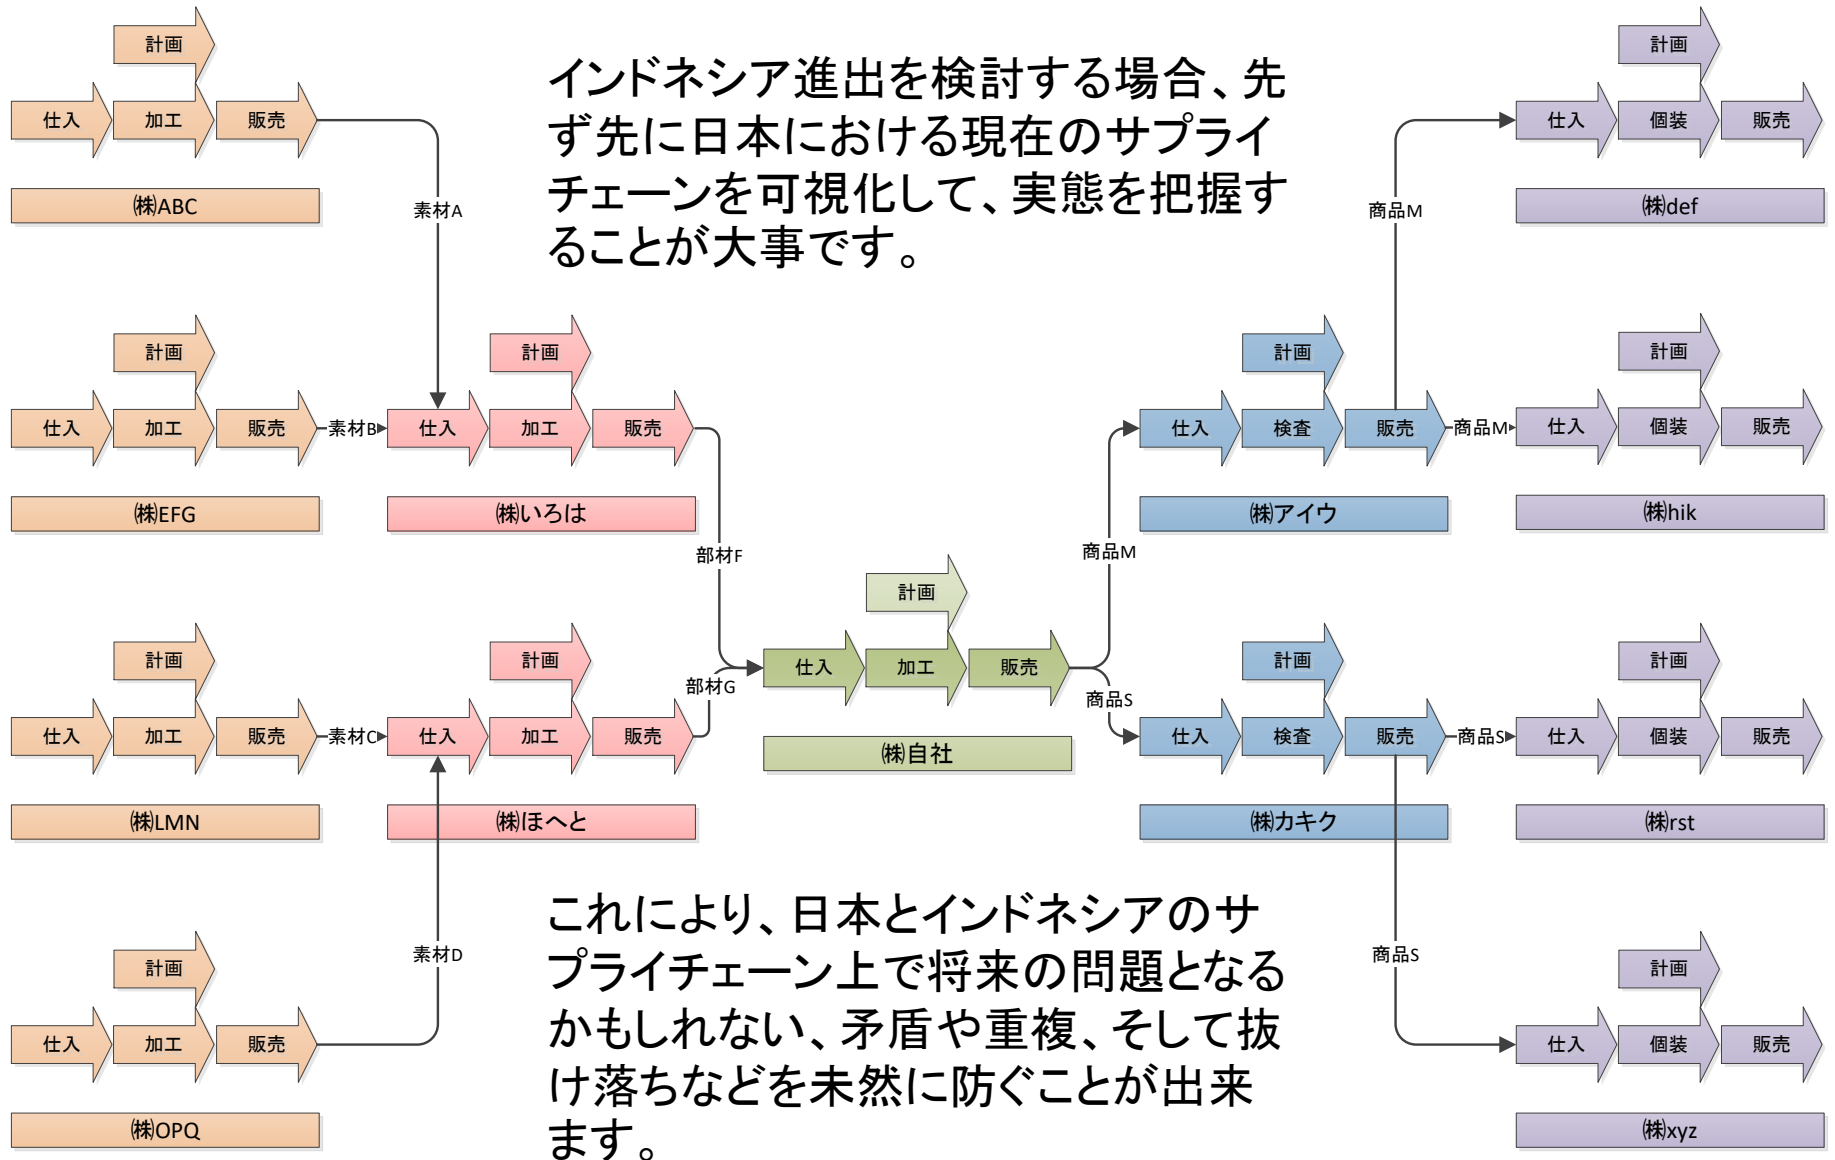 計画
計画
インドネシア進出を検討する場合、先
ず先に日本における現在のサプライ
チェーンを可視化して、実態を把握す
ることが大事です。
仕入 加工 販売
仕入 個装 販売
㈱ABC
素材A
商品M
㈱def
計画
計画
計画
計画
仕入 加工 販売
素材B
仕入 加工 販売
仕入 検査 販売
商品M
仕入 個装 販売
㈱EFG
㈱いろは
㈱アイウ
㈱hik
部材F
商品M
計画
計画
計画
計画
計画
仕入 加工 販売
部材G
商品S
仕入 加工 販売
素材C
仕入 加工 販売
仕入 検査 販売
商品S
仕入 個装 販売
㈱自社
㈱LMN
㈱ほへと
㈱カキク
㈱rst
これにより、日本とインドネシアのサ
プライチェーン上で将来の問題となる
かもしれない、矛盾や重複、そして抜
け落ちなどを未然に防ぐことが出来
ます。
素材D
商品S
計画
計画
仕入 加工 販売
仕入 個装 販売
㈱OPQ
㈱xyz